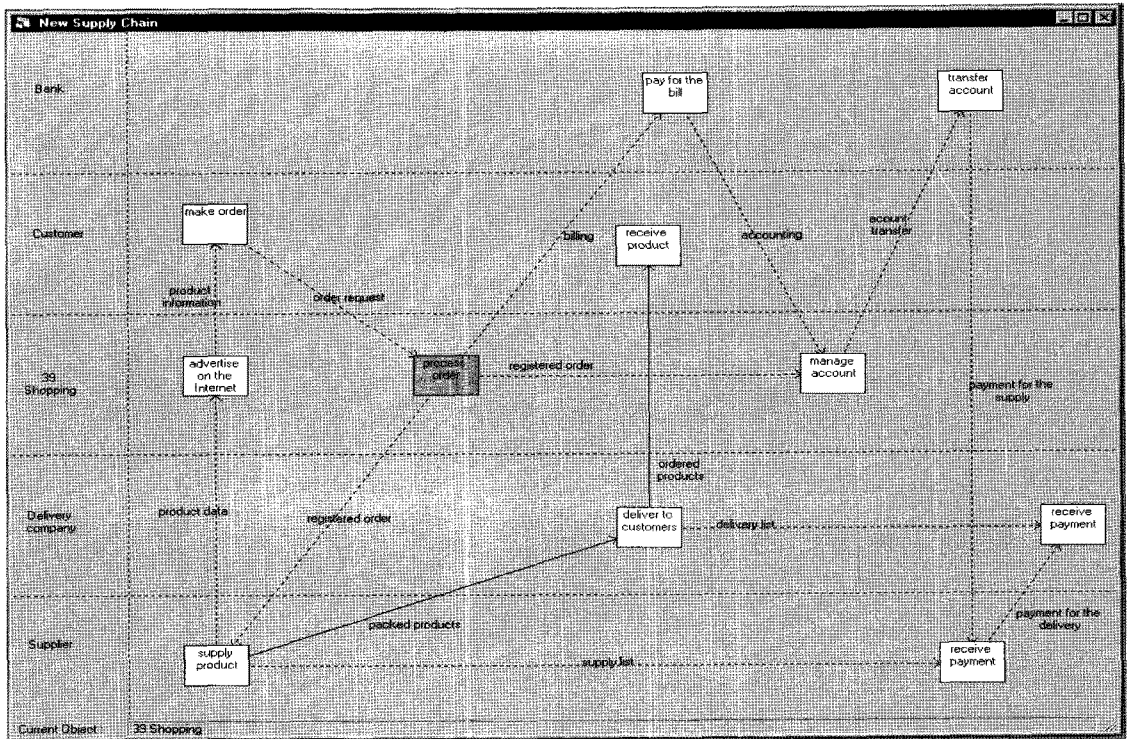 New Supply Chain
Bank
pay for the
bill
transfer
account
Customer
make order
receive
product
billing
accounting
acount
transfer
product
information
order request
39
Shopping
advertise
on the
Internet
process
order
registered order
manage
account
payment for the
supply
ordered
products
Delivery
company
product data
registered order
deliver to
customers
delivery list
receive
payment
Supplier
packed products
payment for the
delivery
supply
product
supply list
receive
payment
Current Object :
39 Shopping